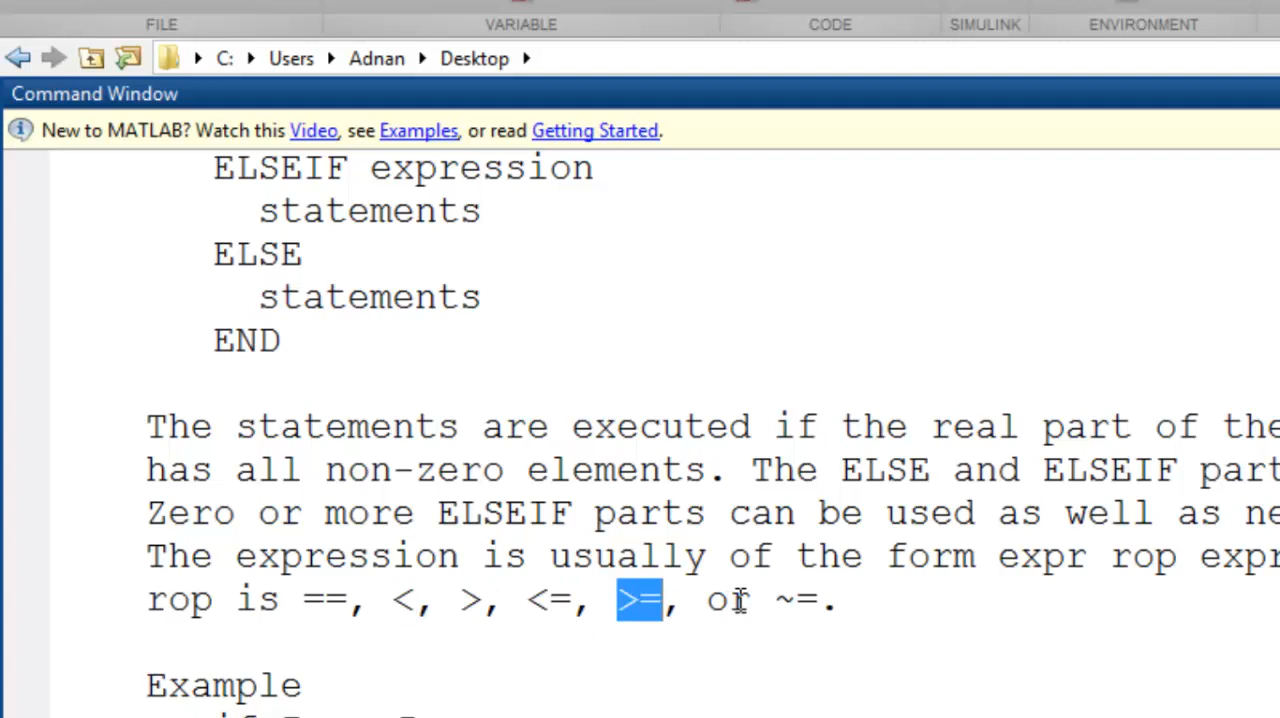 FILE VARIABLE CODE SIMULINK ENVIRONMENT
C: Users Adnan Desktop
Command Window
New to MATLAB? Watch this Video, see Examples, or read Getting Started.
ELSEIF expression
statements
ELSE
statements
END
The statements are executed if the real part of the
has all non-zero elements. The ELSE and ELSEIF part
Zero or more ELSEIF parts can be used as well as ne
The expression is usually of the form expr rop expr
rop is ==, <, >, <=, >=, or ~=.
Example